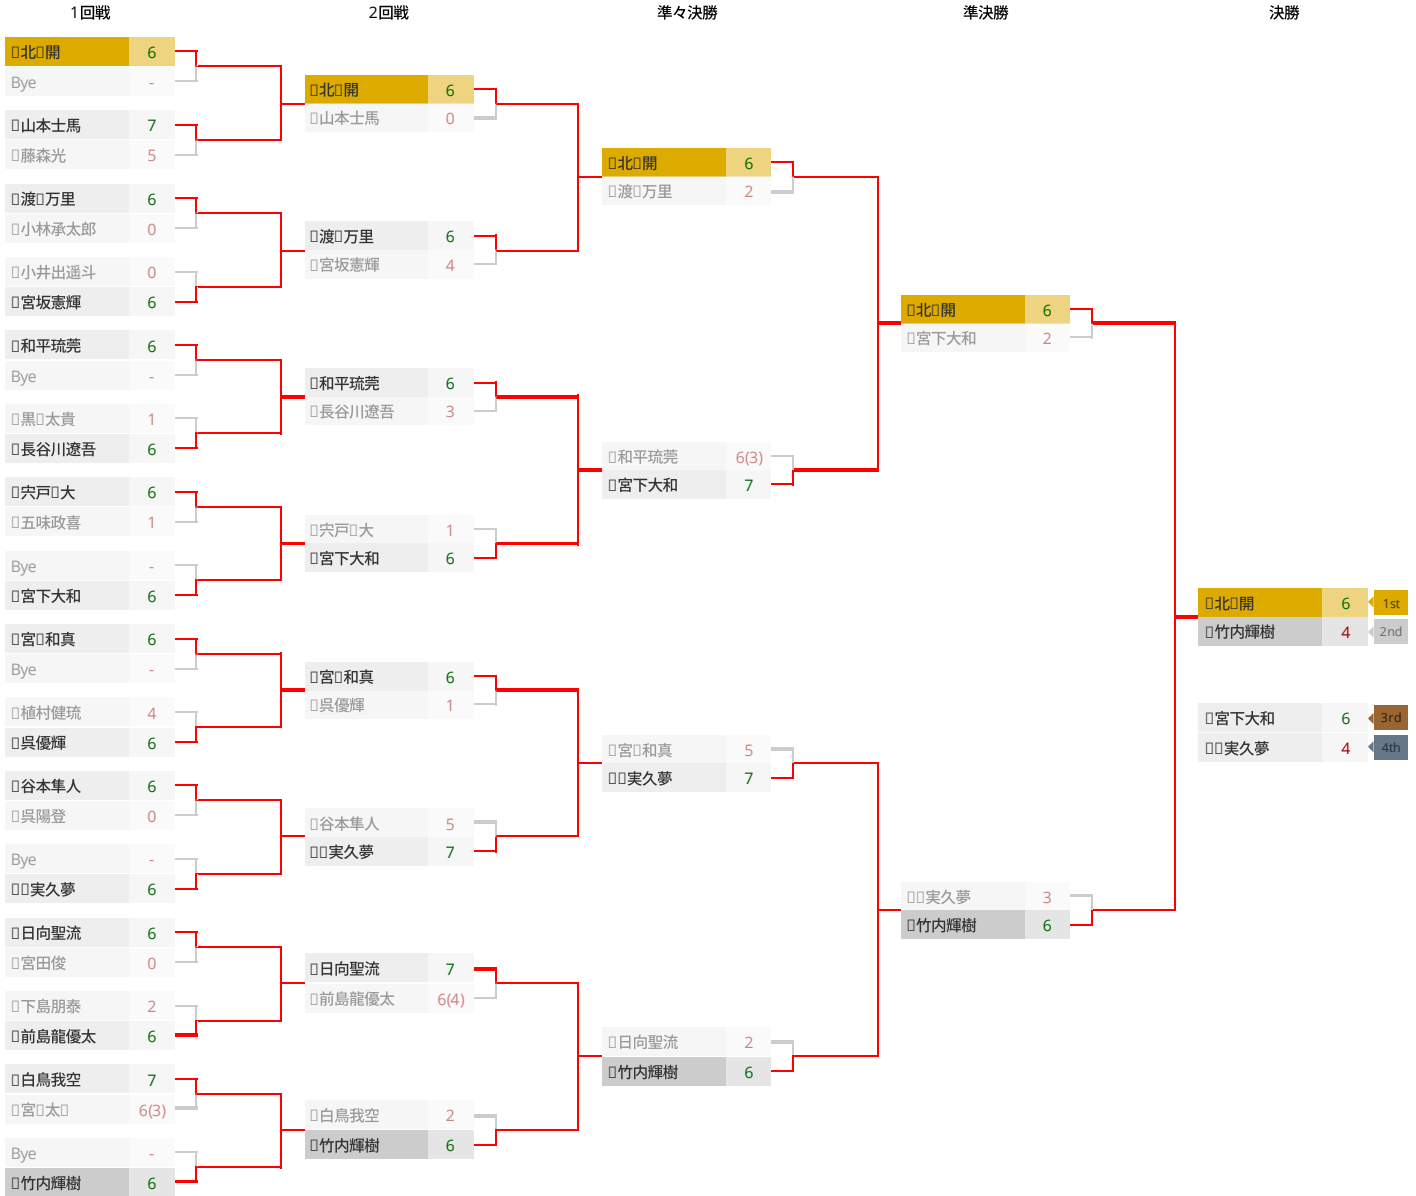 1回戦
2回戦
準々決勝
準決勝
決勝
北 開 6
Bye -
山本士馬 7
藤森光 5
渡 万里 6
小林承太郎 0
小井出遥斗 0
宮坂憲輝 6
和平琉莞 6
Bye -
黒 太貴 1
長谷川遼吾 6
宍戸 大 6
五味政喜 1
Bye -
宮下大和 6
宮 和真 6
Bye -
植村健琉 4
呉優輝 6
谷本隼人 6
呉陽登 0
Bye -
実久夢 6
日向聖流 6
宮田俊 0
下島朋泰 2
前島龍優太 6
白鳥我空 7
宮 太 6(3)
Bye -
竹内輝樹 6
北 開 6
山本士馬 0
渡 万里 6
宮坂憲輝 4
和平琉莞 6
長谷川遼吾 3
宍戸 大 1
宮下大和 6
宮 和真 6
呉優輝 1
谷本隼人 5
実久夢 7
日向聖流 7
前島龍優太 6(4)
白鳥我空 2
竹内輝樹 6
北 開 6
渡 万里 2
和平琉莞 6(3)
宮下大和 7
宮 和真 5
実久夢 7
日向聖流 2
竹内輝樹 6
北 開 6
宮下大和 2
実久夢 3
竹内輝樹 6
北 開 6 1st
竹内輝樹 4 2nd
宮下大和 6 3rd
実久夢 4 4th